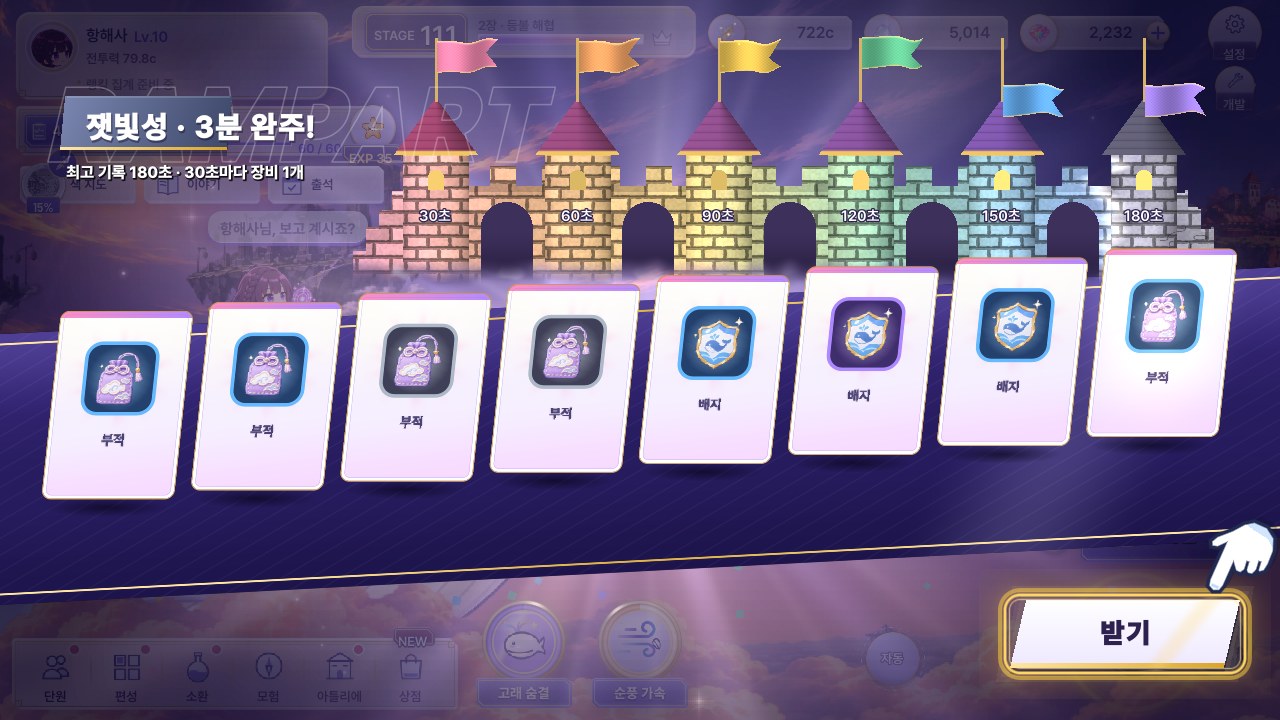 항해사 Lv.10
전투력 79.8c
STAGE 111
2장 · 돌볼 해협
722c
5,014
2,232
설정
개발
RAMPART
잿빛성 · 3분 완주!
60 / 60
EXP 35
최고 기록 180초 · 30초마다 장비 1개
이야기
출석
15%
항해사님, 보고 계시죠?
30초
60초
90초
120초
150초
180초
부적
부적
부적
부적
배지
배지
배지
부적
받기
NEW
단원
편성
소환
모험
아틀리에
상점
고래 숨결
순풍 가속
자동